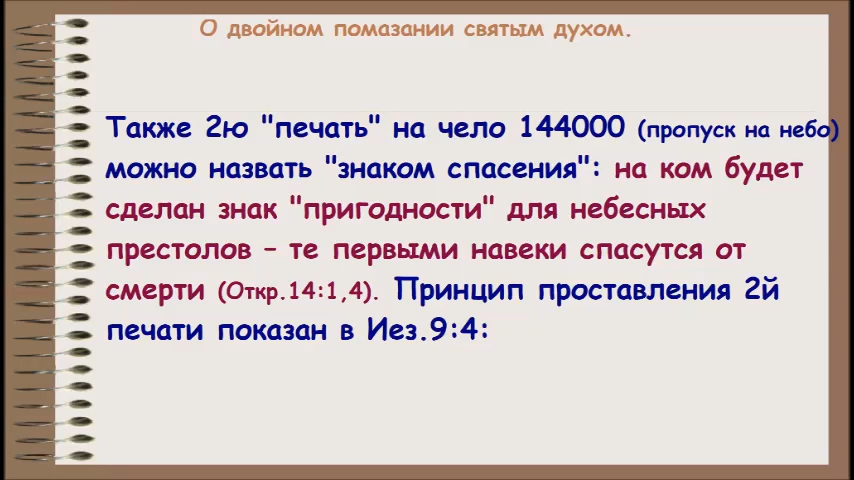 О двойном помазании святым духом.
Также 2ю "печать" на чело 144000 (пропуск на небо)
можно назвать "знаком спасения": на ком будет
сделан знак "пригодности" для небесных
престолов – те первыми навеки спасутся от
смерти (Откр.14:1,4). Принцип проставления 2й
печати показан в Иез.9:4: